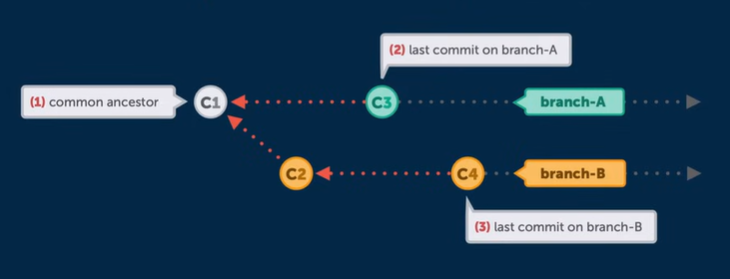 (2) last commit on branch-A
(1) common ancestor
C1
C3
branch-A
C2
C4
branch-B
(3) last commit on branch-B